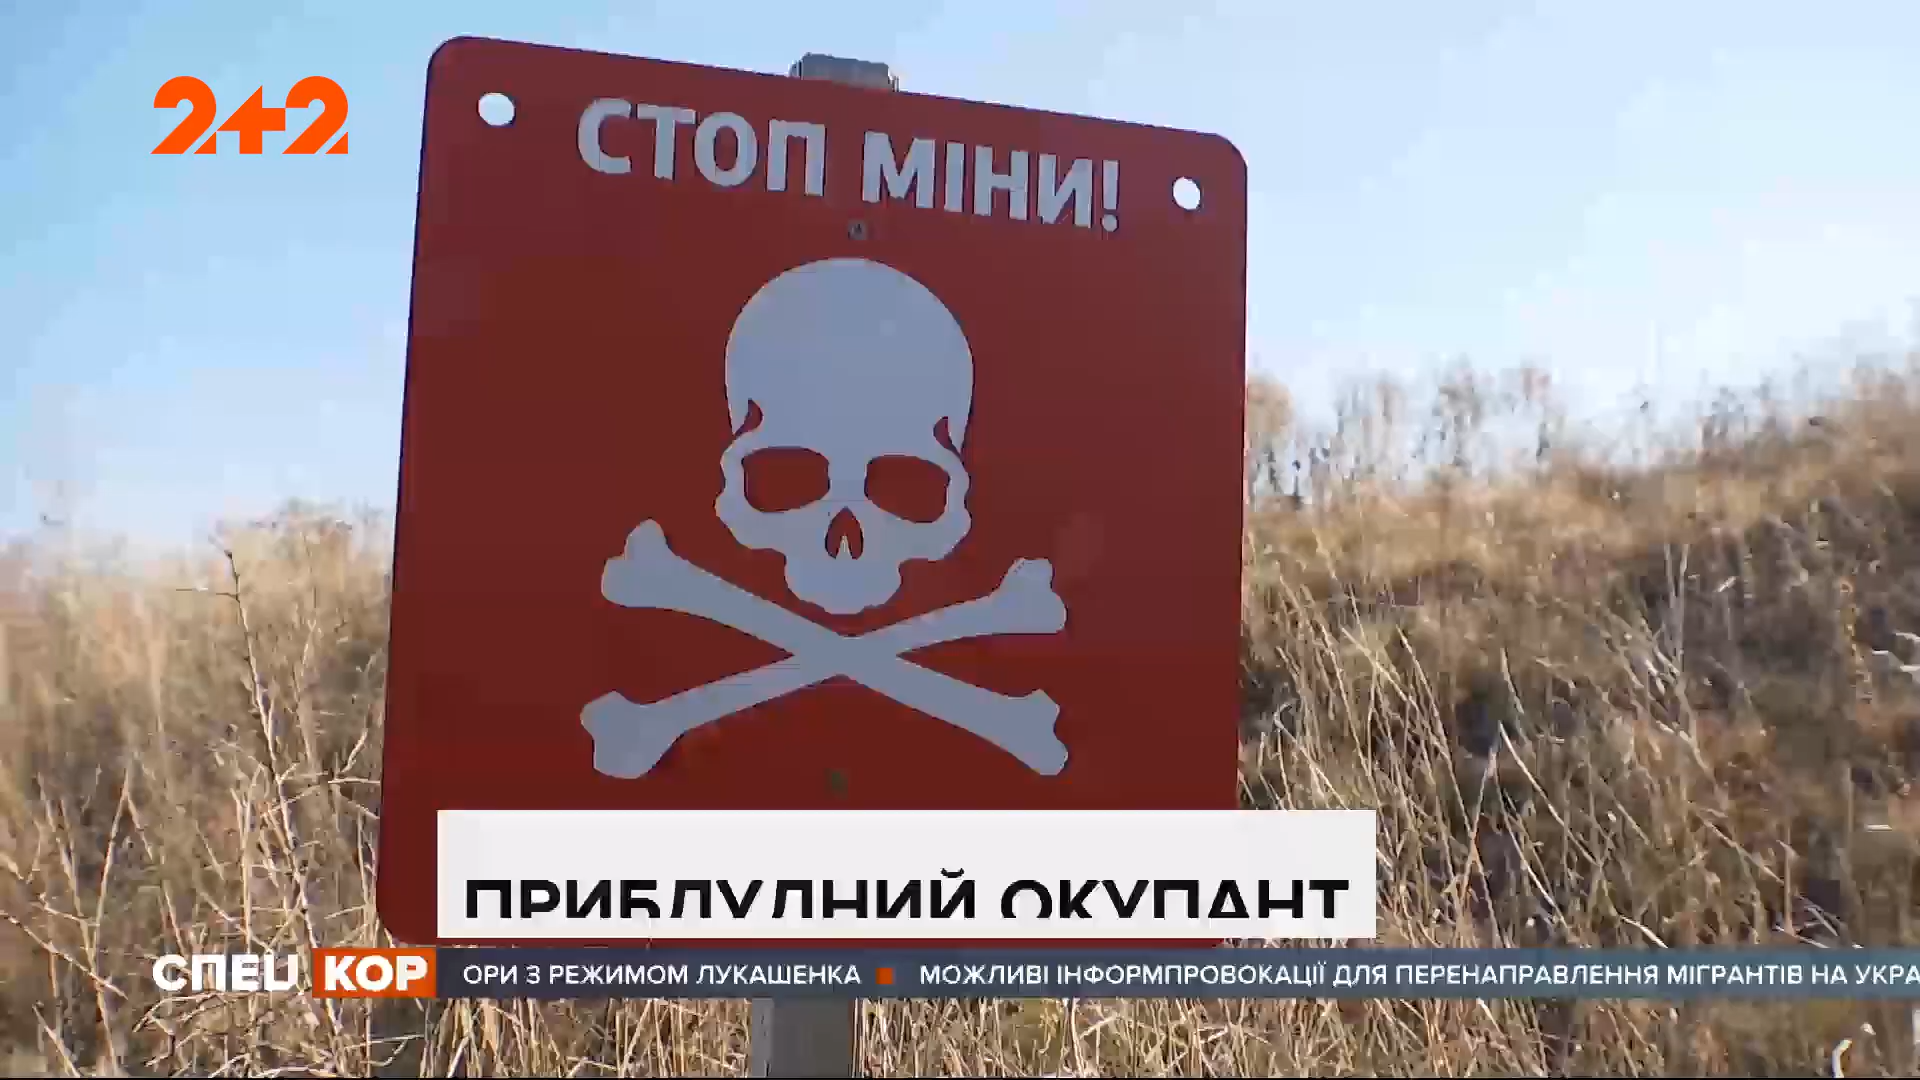 2+2
СТОП МІНИ!
ПРИБЛУДНИЙ ОКУПАНТ
СПЕЦ КОР
ОРИ З РЕЖИМОМ ЛУКАШЕНКА ■ МОЖЛИВІ ІНФОРМПРОВОКАЦІЇ ДЛЯ ПЕРЕНАПРАВЛЕННЯ МІГРАНТІВ НА УКРА